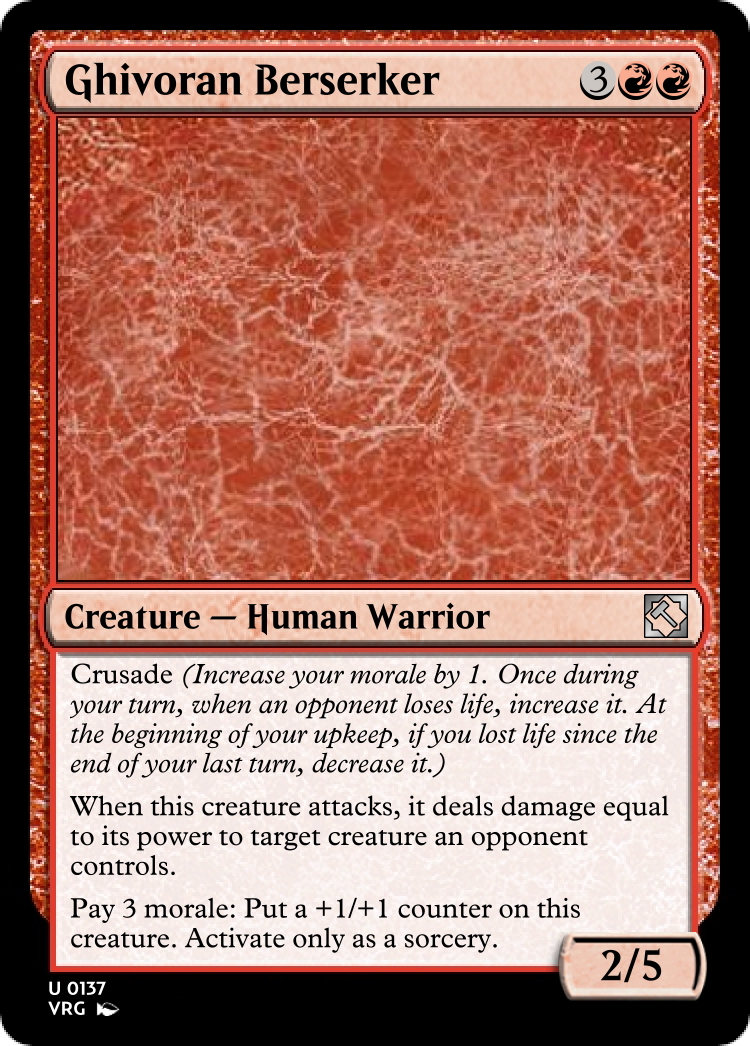 Ghivoran Berserker 3
Creature — Human Warrior
Crusade (Increase your morale by 1. Once during
your turn, when an opponent loses life, increase it. At
the beginning of your upkeep, if you lost life since the
end of your last turn, decrease it.)
When this creature attacks, it deals damage equal
to its power to target creature an opponent
controls.
Pay 3 morale: Put a +1/+1 counter on this
creature. Activate only as a sorcery.
2/5
U 0137
VRG